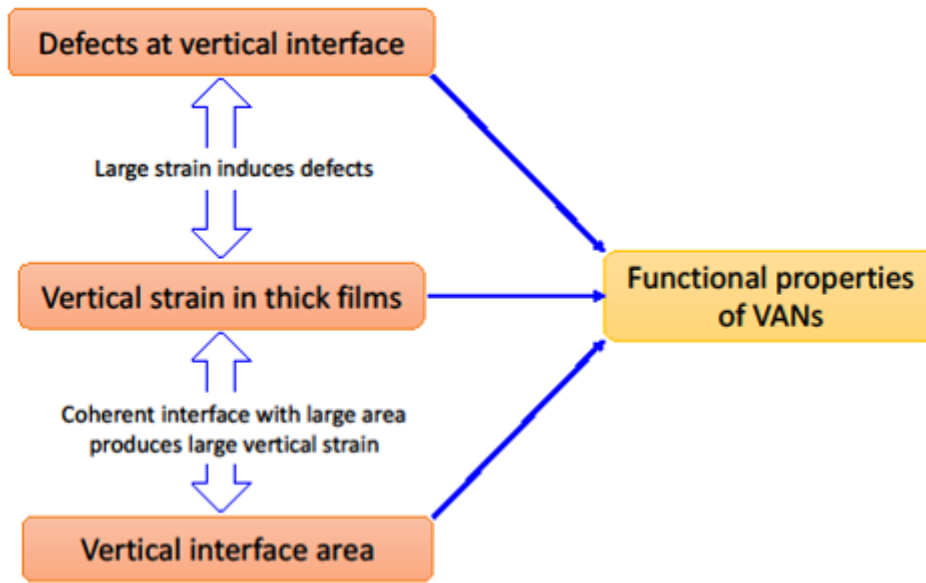 Defects at vertical interface
Large strain induces defects
Vertical strain in thick films
Functional properties
of VANs
Coherent interface with large area
produces large vertical strain
Vertical interface area